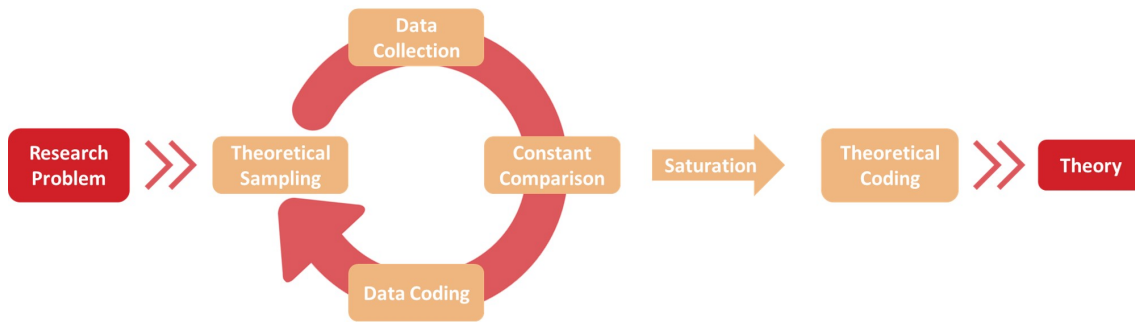 Research
Problem
Theoretical
Sampling
Data
Collection
Constant
Comparison
Data Coding
Saturation
Theoretical
Coding
Theory